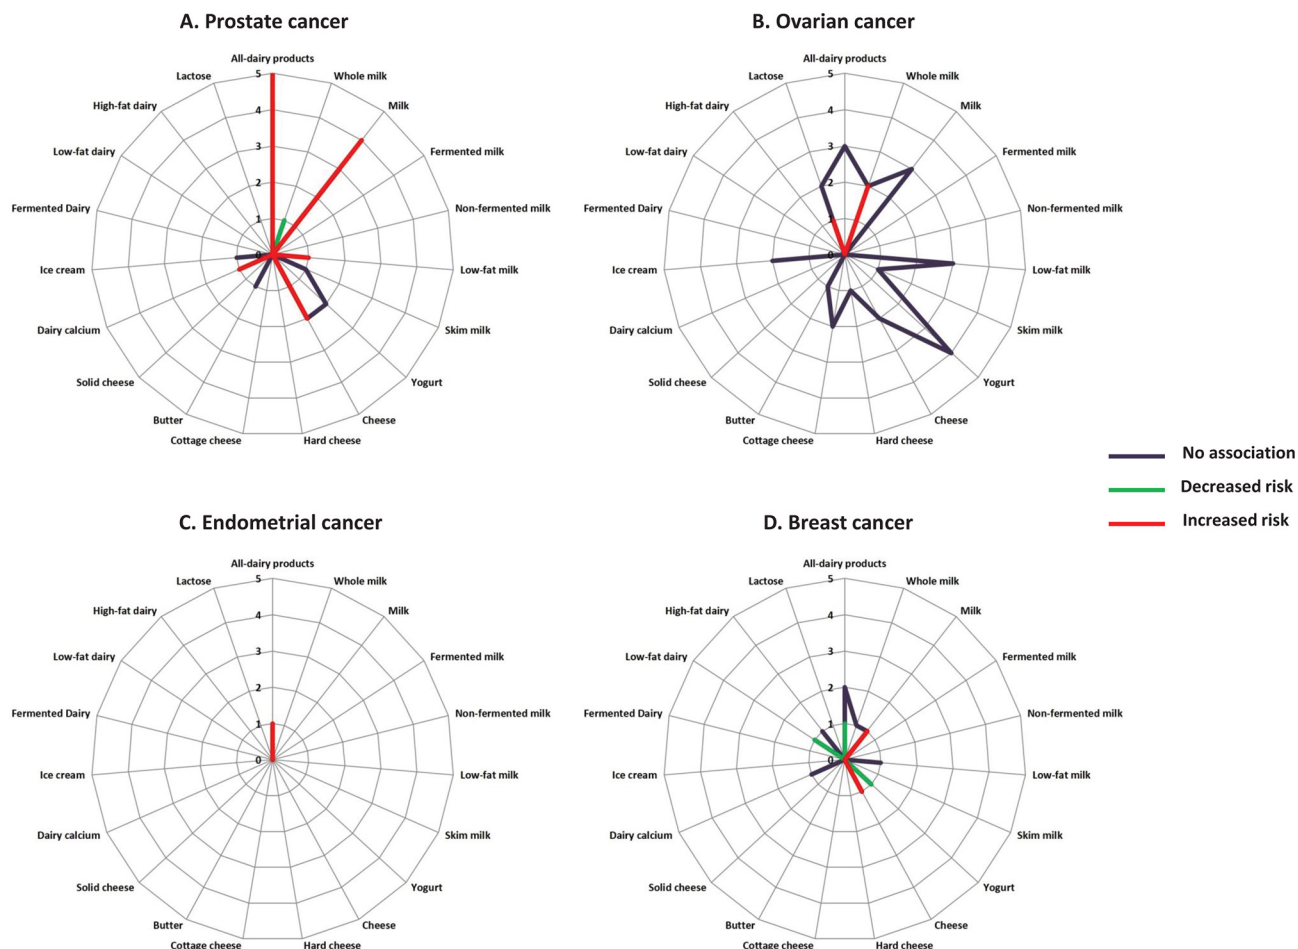 A. Prostate cancer
All-dairy products
Lactose
Whole milk
High-fat dairy
Milk
Low-fat dairy
Fermented milk
Fermented Dairy
Non-fermented milk
Ice cream
Low-fat milk
Dairy calcium
Skim milk
Solid cheese
Yogurt
Butter
Cheese
Cottage cheese
Hard cheese
5
4
3
2
1
0
B. Ovarian cancer
All-dairy products
Lactose
Whole milk
High-fat dairy
Milk
Low-fat dairy
Fermented milk
Fermented Dairy
Non-fermented milk
Ice cream
Low-fat milk
Dairy calcium
Skim milk
Solid cheese
Yogurt
Butter
Cheese
Cottage cheese
Hard cheese
5
4
3
2
1
0
No association
Decreased risk
Increased risk
C. Endometrial cancer
All-dairy products
Lactose
Whole milk
High-fat dairy
Milk
Low-fat dairy
Fermented milk
Fermented Dairy
Non-fermented milk
Ice cream
Low-fat milk
Dairy calcium
Skim milk
Solid cheese
Yogurt
Butter
Cheese
Cottage cheese
Hard cheese
5
4
3
2
1
0
D. Breast cancer
All-dairy products
Lactose
Whole milk
High-fat dairy
Milk
Low-fat dairy
Fermented milk
Fermented Dairy
Non-fermented milk
Ice cream
Low-fat milk
Dairy calcium
Skim milk
Solid cheese
Yogurt
Butter
Cheese
Cottage cheese
Hard cheese
5
4
3
2
1
0